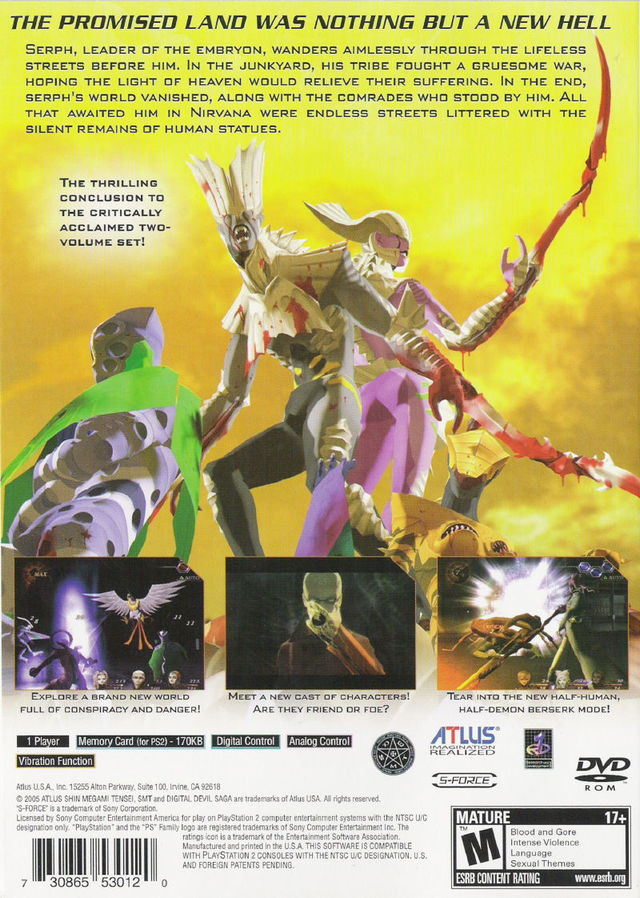 THE PROMISED LAND WAS NOTHING BUT A NEW HELL
SERPH, LEADER OF THE EMBRYON, WANDERS AIMLESSLY THROUGH THE LIFELESS
STREETS BEFORE HIM. IN THE JUNKYARD, HIS TRIBE FOUGHT A GRUESOME WAR,
HOPING THE LIGHT OF HEAVEN WOULD RELIEVE THEIR SUFFERING. IN THE END,
SERPH'S WORLD VANISHED, ALONG WITH THE COMRADES WHO STOOD BY HIM. ALL
THAT AWAITED HIM IN NIRVANA WERE ENDLESS STREETS LITTERED WITH THE
SILENT REMAINS OF HUMAN STATUES.
THE THRILLING
CONCLUSION TO
THE CRITICALLY
ACCLAIMED TWO-
VOLUME SET!
MAX
AUTO
AUTO
EXPLORE A BRAND NEW WORLD
FULL OF CONSPIRACY AND DANGER!
MEET A NEW CAST OF CHARACTERS!
ARE THEY FRIEND OR FOE?
TEAR INTO THE NEW HALF-HUMAN,
HALF-DEMON BERSERK MODE!
1 Player
Memory Card (for PS2) - 170KB
Digital Control
Analog Control
Vibration Function
ATLUS®
IMAGINATION
REALIZED
S-FORCE™
DVD
ROM
Atlus U.S.A., Inc. 15255 Alton Parkway, Suite 100, Irvine, CA 92618
© 2005 ATLUS SHIN MEGAMI TENSEI, SMT and DIGITAL DEVIL SAGA are trademarks of Atlus USA. All rights reserved.
"S-FORCE" is a trademark of Sony Corporation.
Licensed by Sony Computer Entertainment America for play on PlayStation 2 computer entertainment systems with the NTSC U/C
designation only. "PlayStation" and the "PS" Family logo are registered trademarks of Sony Computer Entertainment Inc. The
ratings icon is a trademark of the Entertainment Software Association.
Manufactured and printed in the U.S.A. THIS SOFTWARE IS COMPATIBLE
WITH PLAYSTATION 2 CONSOLES WITH THE NTSC U/C DESIGNATION. U.S.
AND FOREIGN PATENTS PENDING.
7 30865 53012 0
MATURE 17+
TM
M
Blood and Gore
Intense Violence
Language
Sexual Themes
ESRB CONTENT RATING www.esrb.org